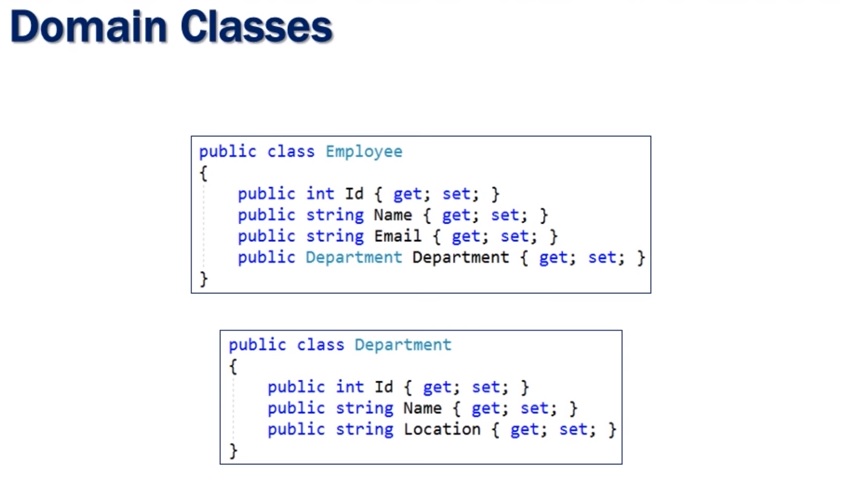 Domain Classes
public class Employee
{
public int Id { get; set; }
public string Name { get; set; }
public string Email { get; set; }
public Department Department { get; set; }
}
public class Department
{
public int Id { get; set; }
public string Name { get; set; }
public string Location { get; set; }
}